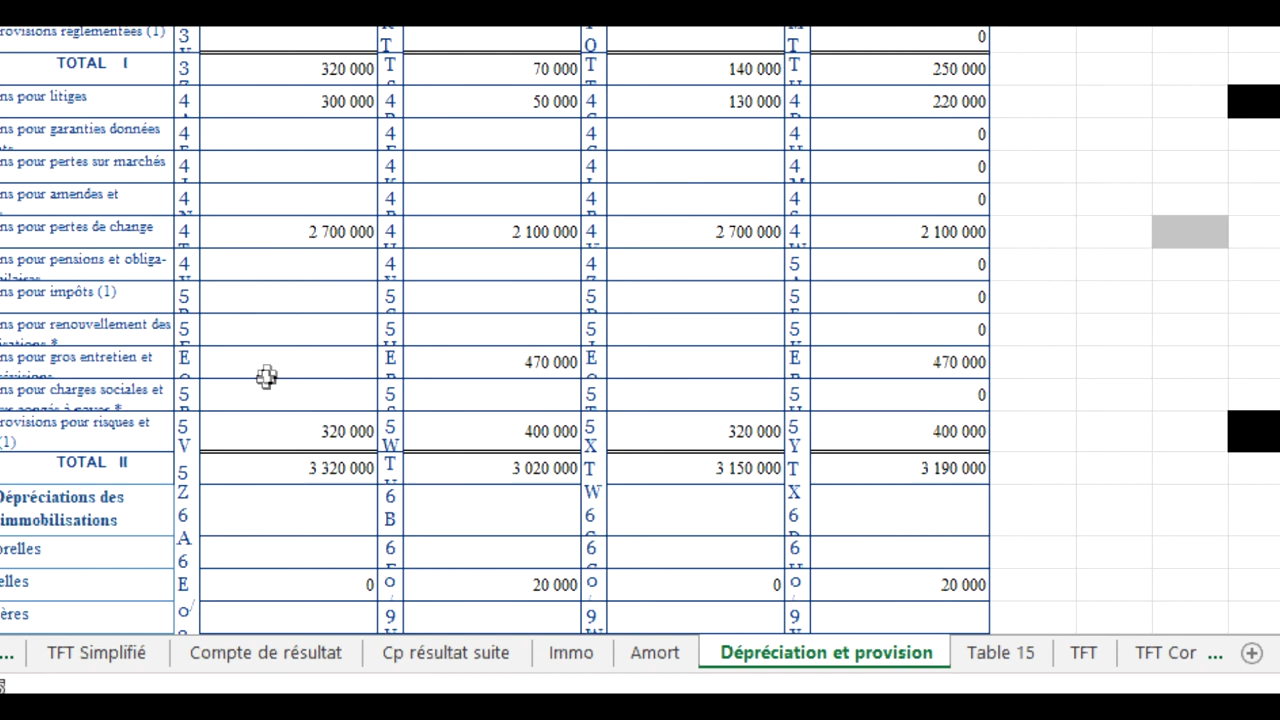 rovisions réglementées (1) 3 T O T 0
TOTAL I 3 320 000 T 70 000 T 140 000 T 250 000
ns pour litiges 4 300 000 4 50 000 4 130 000 4 220 000
ns pour garanties données 4 4 4 4 0
ns pour pertes sur marchés 4 4 4 4 0
ns pour amendes et 4 4 4 4 0
ns pour pertes de change 4 2 700 000 4 2 100 000 4 2 700 000 4 2 100 000
ns pour pensions et obliga- 4 4 4 5 0
ns pour impôts (1) 5 5 5 5 0
ns pour renouvellement des 5 5 5 5 0
ns pour gros entretien et E E 470 000 E E 470 000
ns pour charges sociales et 5 5 5 5 0
rovisions pour risques et 5 320 000 5 400 000 5 320 000 5 400 000
(1) V W X Y
TOTAL II 5 3 320 000 T 3 020 000 T 3 150 000 T 3 190 000
Dépréciations des Z 6 W X
immobilisations 6 B 6 6
orelles A 6 6 6
elles 6 E 0 o 20 000 o 0 o 20 000
ères o/ 9 9 9
... TFT Simplifié Compte de résultat Cp résultat suite Immo Amort Dépréciation et provision Table 15 TFT TFT Cor ...